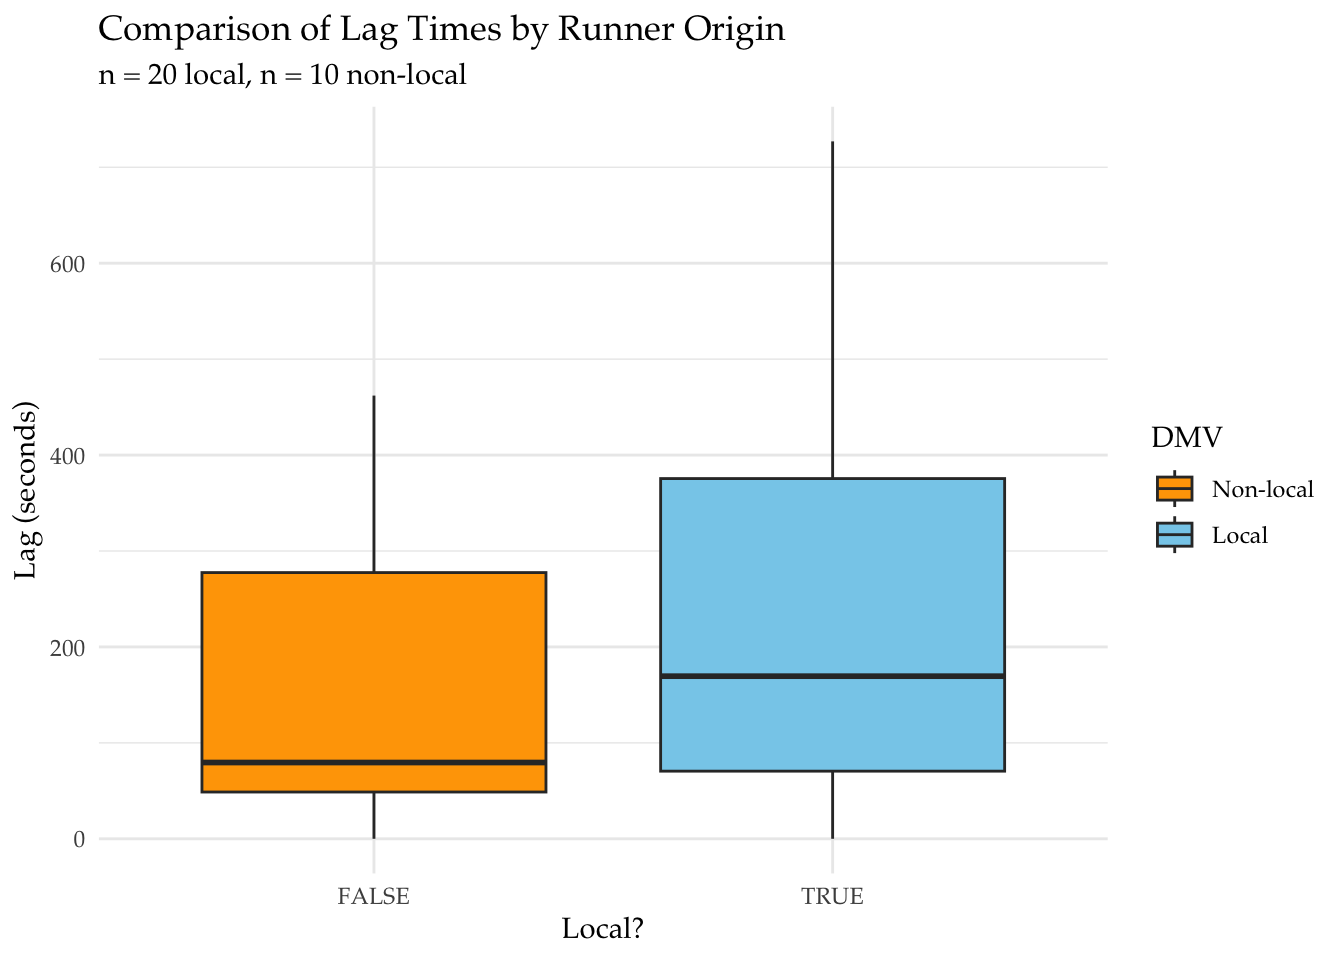 Comparison of Lag Times by Runner Origin
n = 20 local, n = 10 non-local
600
400
200
0
Lag (seconds)
FALSE
TRUE
Local?
DMV
Non-local
Local